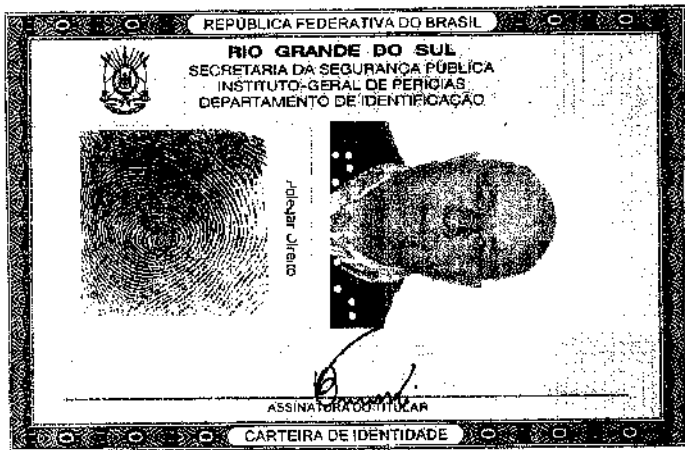 REPÚBLICA FEDERATIVA DO BRASIL
RIO GRANDE DO SUL
SECRETARIA DA SEGURANÇA PÚBLICA
INSTITUTO-GERAL DE PERÍCIAS
DEPARTAMENTO DE IDENTIFICAÇÃO
Polegar Direito
ASSINATURA DO TITULAR
CARTEIRA DE IDENTIDADE